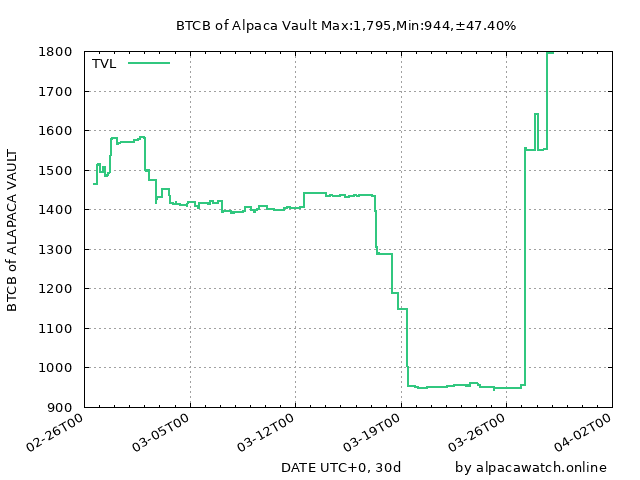 BTCB of Alpaca Vault Max:1,795,Min:944,±47.40%
TVL
1800
1700
1600
1500
1400
1300
1200
1100
1000
900
BTCB of ALAPACA VAULT
02-26T00
03-05T00
03-12T00
03-19T00
03-26T00
04-02T00
DATE UTC+0, 30d
by alpacawatch.online